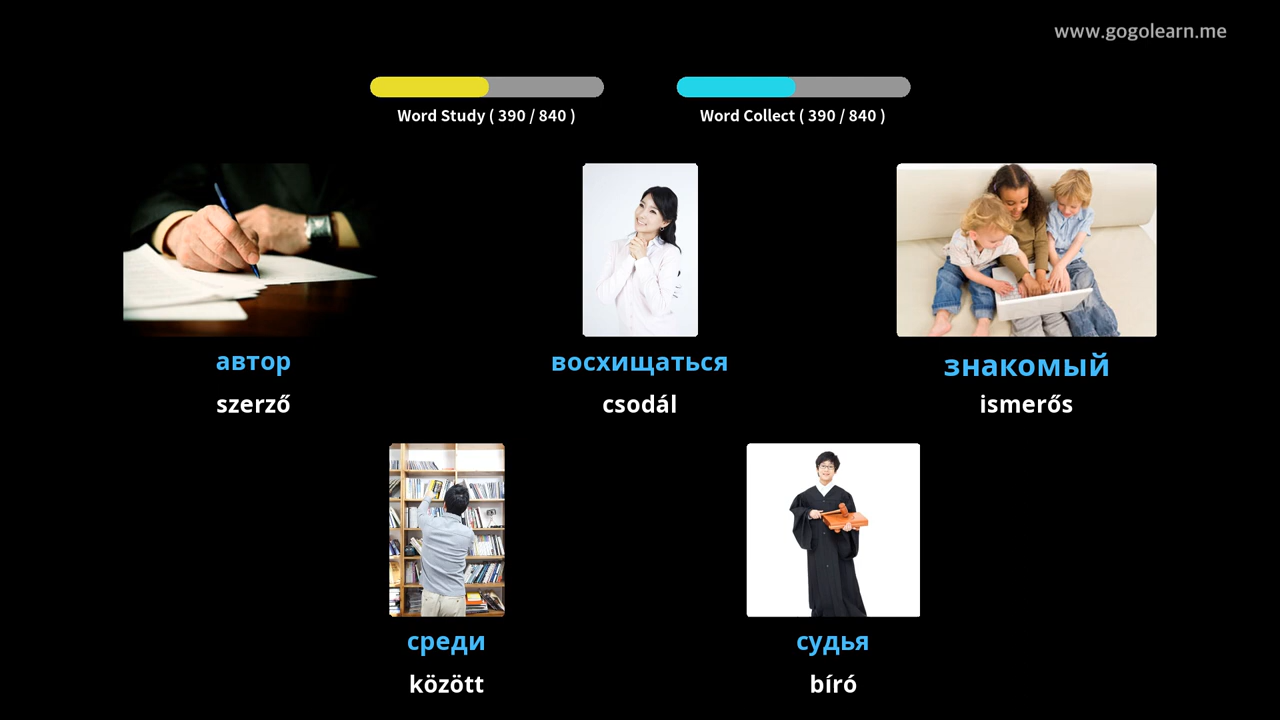 www.gogolearn.me
Word Study ( 390 / 840 )
Word Collect ( 390 / 840 )
автор
szerző
восхищаться
csodál
знакомый
ismerős
среди
között
судья
bíró